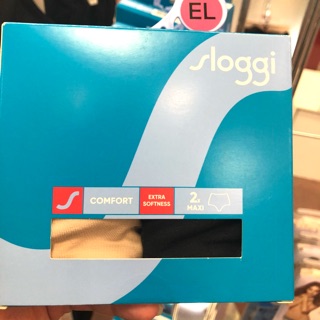 EL
sloggi
COMFORT
EXTRA
SOFTNESS
2
MAXI